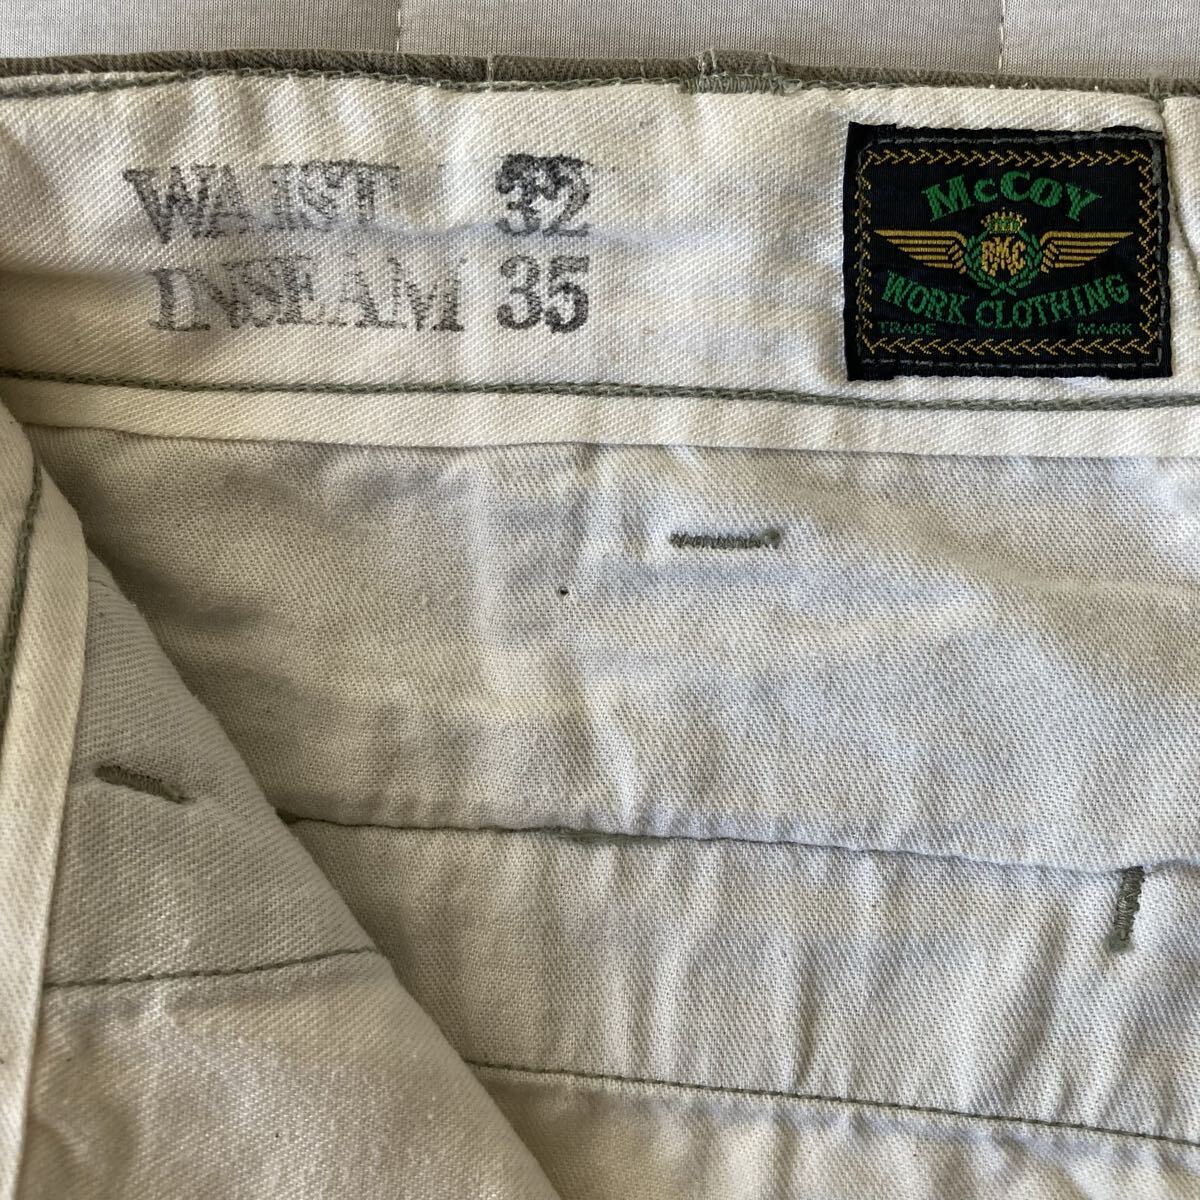 WAIST 32
INSEAM 35
McCOY
RMC
WORK CLOTHING
TRADE MARK